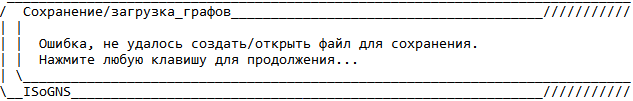 Сохранение/загрузка_графов
Ошибка, не удалось создать/открыть файл для сохранения.
Нажмите любую клавишу для продолжения...
ISoGNS